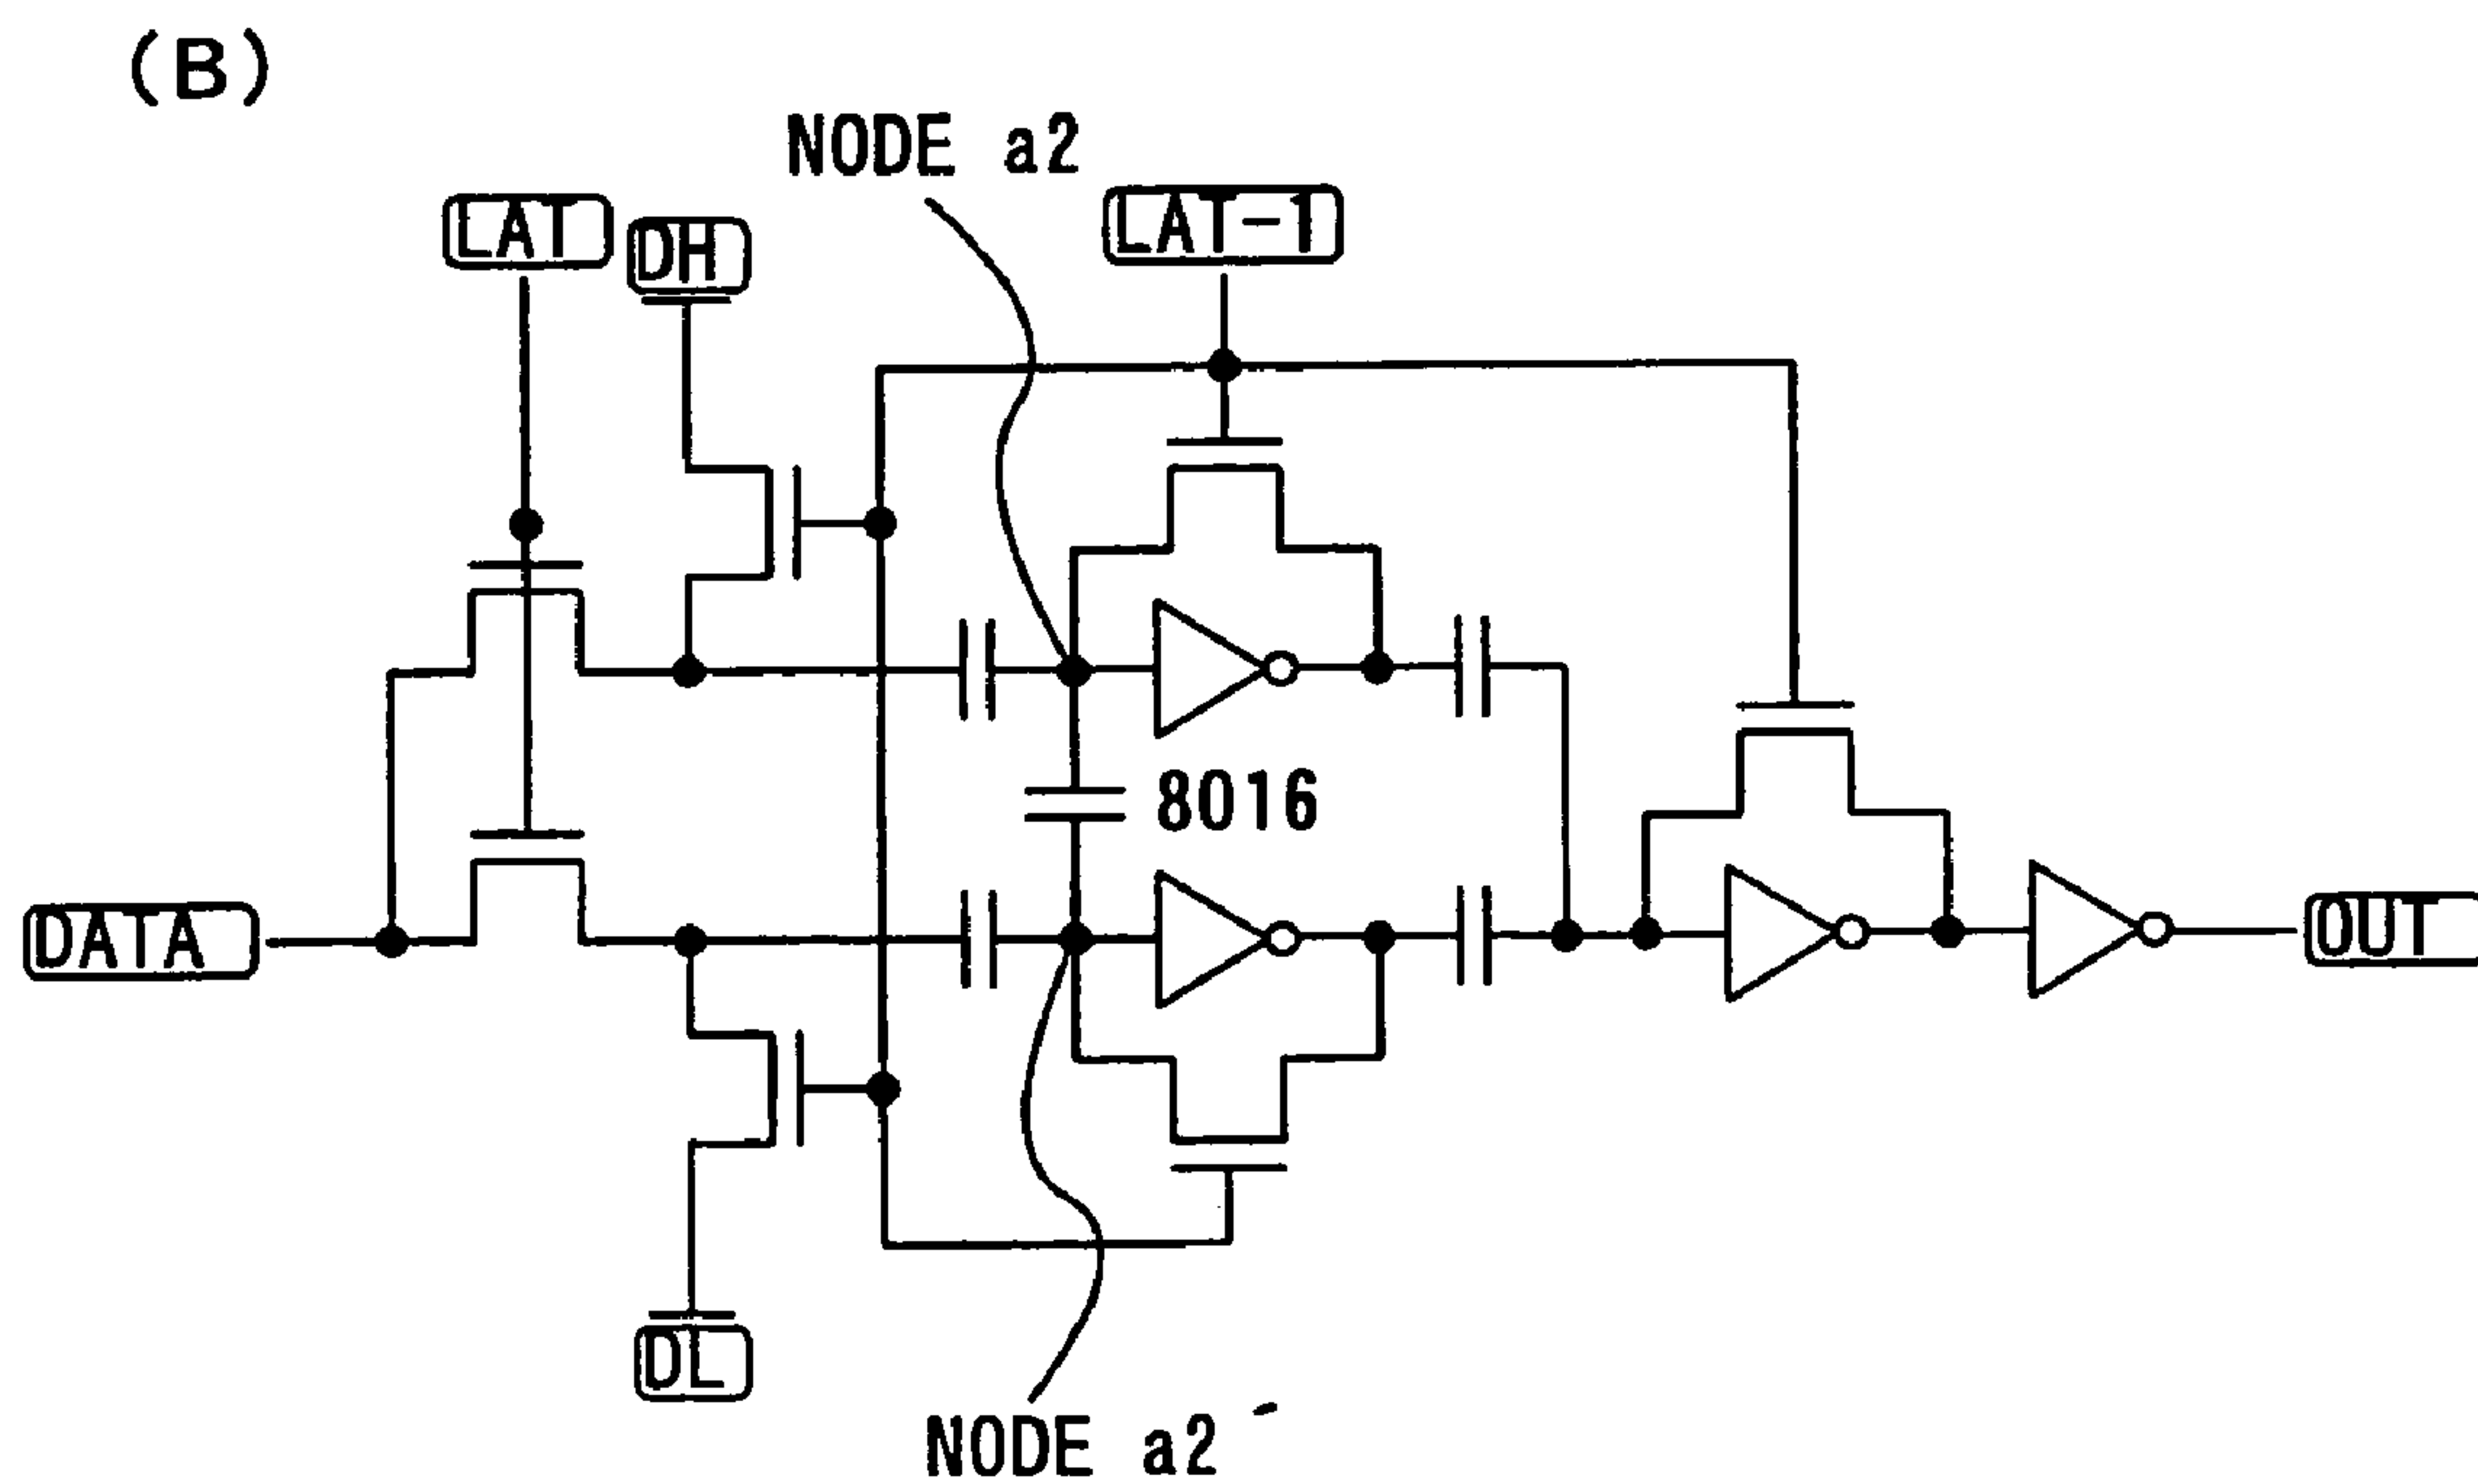 (B)
NODE a2
LAT
DH
LAT-1
8016
DATA
OUT
DL
NODE a2´